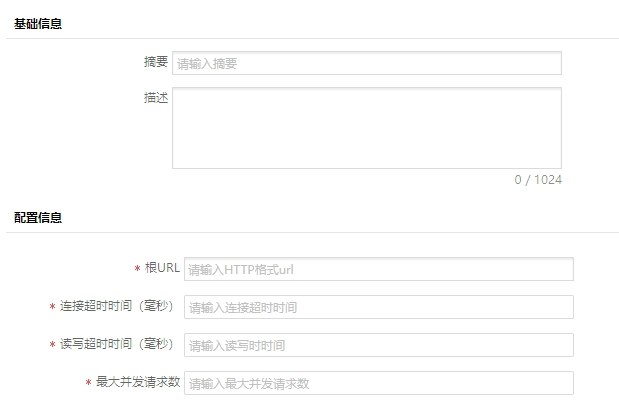 基础信息
摘要 请输入摘要
描述
0 / 1024
配置信息
* 根URL 请输入HTTP格式url
* 连接超时时间（毫秒） 请输入连接超时时间
* 读写超时时间（毫秒） 请输入读写时时间
* 最大并发请求数 请输入最大并发请求数